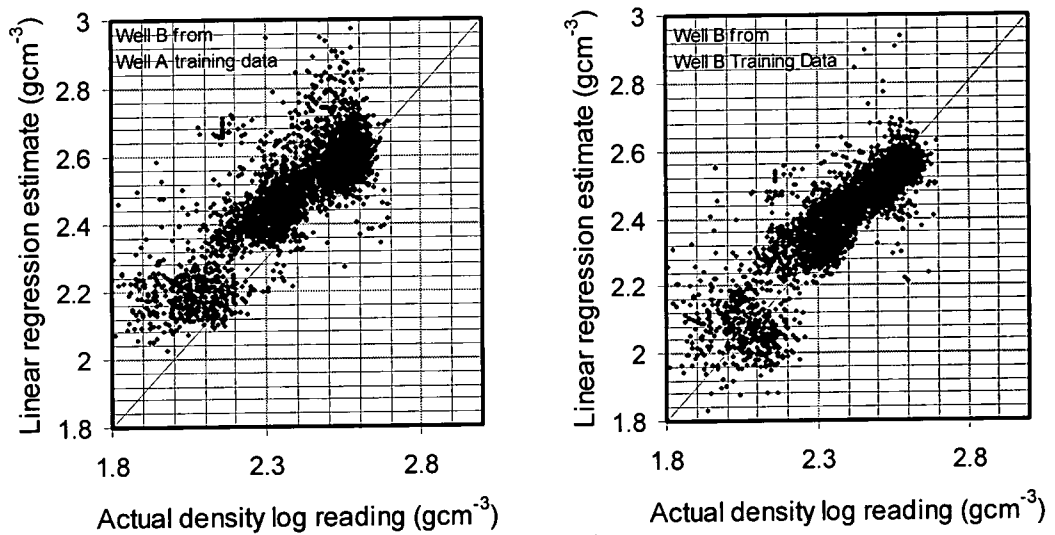 Linear regression estimate (gcm-3)
3
2.8
2.6
2.4
2.2
2
1.8
Well B from
Well A training data
1.8
2.3
2.8
Actual density log reading (gcm-3)
Linear regression estimate (gcm-3)
3
2.8
2.6
2.4
2.2
2
1.8
Well B from
Well B Training Data
1.8
2.3
2.8
Actual density log reading (gcm-3)